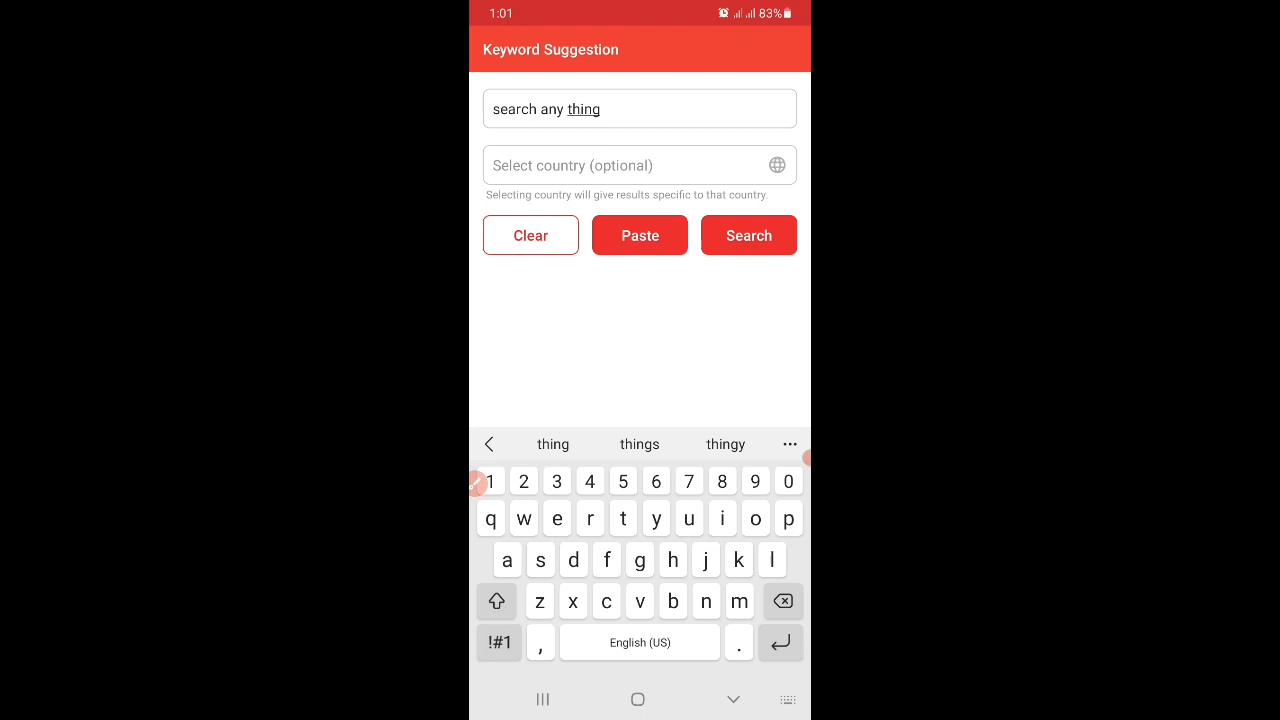 1:01 83%
Keyword Suggestion
search any thing
Select country (optional)
Selecting country will give results specific to that country.
Clear Paste Search
thing things thingy
1 2 3 4 5 6 7 8 9 0
q w e r t y u i o p
a s d f g h j k l
z x c v b n m
!#1 , English (US) .